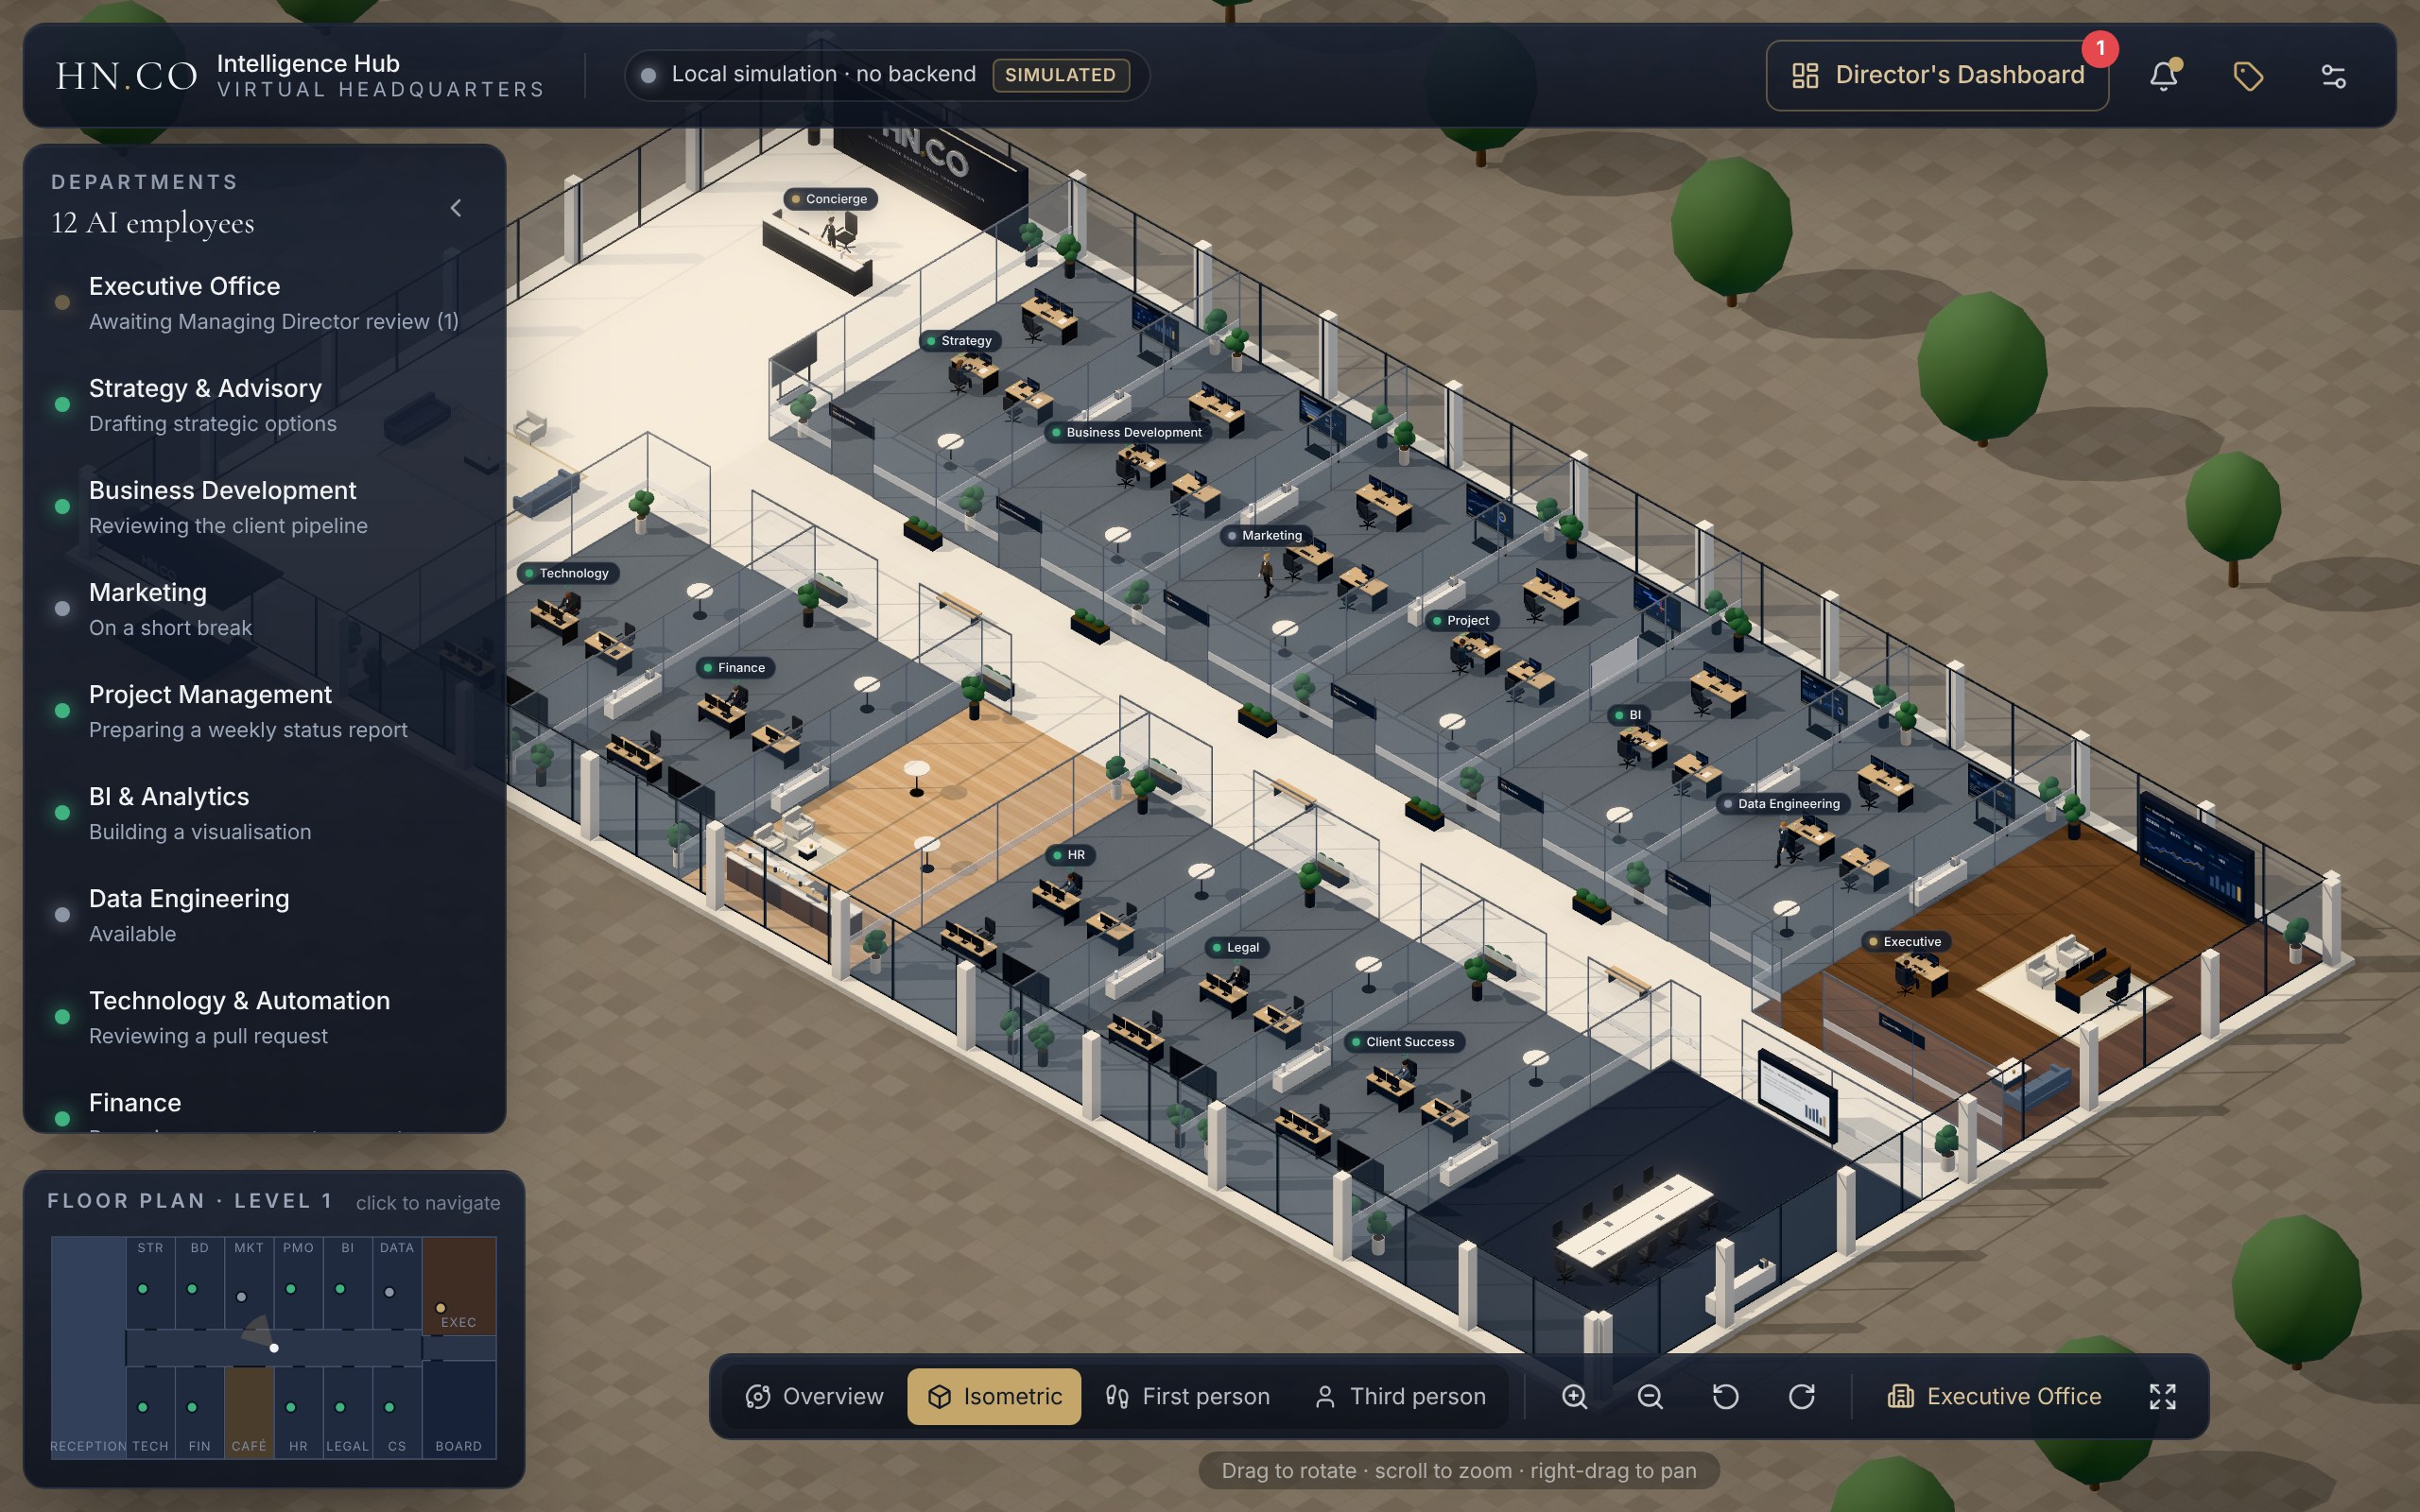 HN.CO
Intelligence Hub
VIRTUAL HEADQUARTERS
Local simulation · no backend
SIMULATED
Director's Dashboard
1
DEPARTMENTS
12 AI employees
Executive Office
Awaiting Managing Director review (1)
Strategy & Advisory
Drafting strategic options
Business Development
Reviewing the client pipeline
Marketing
On a short break
Project Management
Preparing a weekly status report
BI & Analytics
Building a visualisation
Data Engineering
Available
Technology & Automation
Reviewing a pull request
Finance
HN.CO
Concierge
Strategy
Business Development
Marketing
Technology
Project
Finance
BI
Data Engineering
HR
Executive
Legal
Client Success
FLOOR PLAN · LEVEL 1
click to navigate
STR BD MKT PMO BI DATA
EXEC
RECEPTION TECH FIN CAFÉ HR LEGAL CS BOARD
Overview
Isometric
First person
Third person
Executive Office
Drag to rotate · scroll to zoom · right-drag to pan